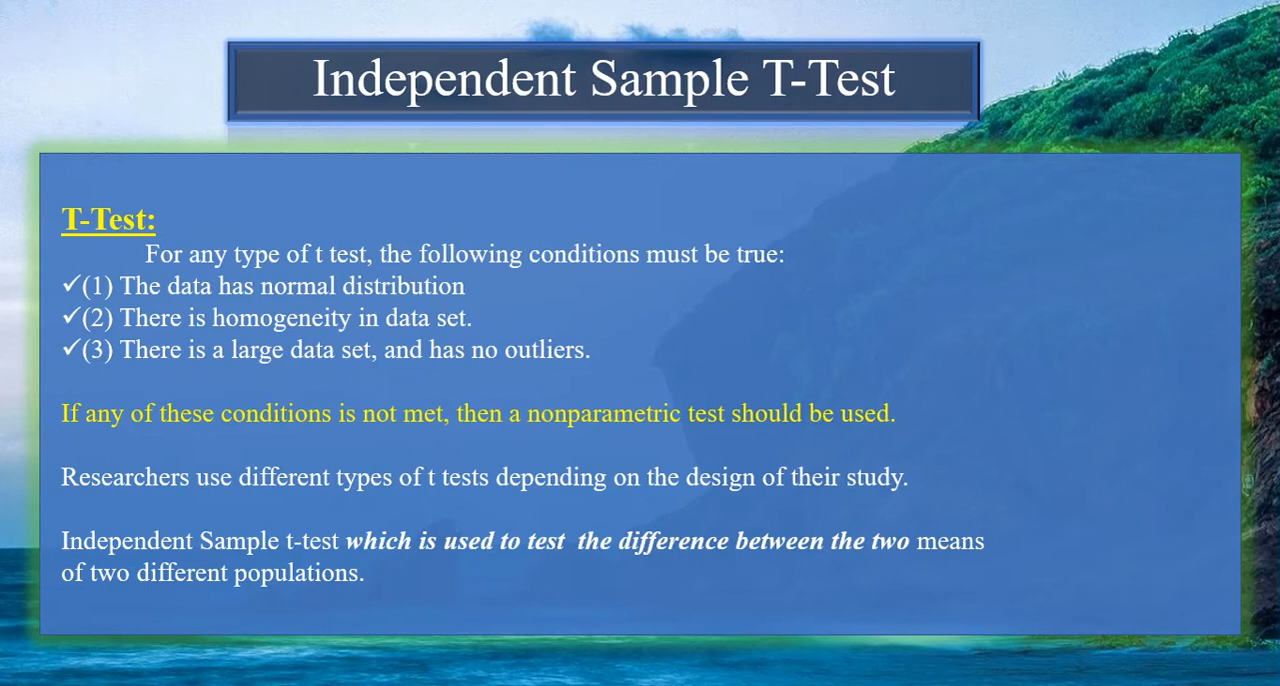 Independent Sample T-Test
T-Test:
For any type of t test, the following conditions must be true:
✓(1) The data has normal distribution
✓(2) There is homogeneity in data set.
✓(3) There is a large data set, and has no outliers.
If any of these conditions is not met, then a nonparametric test should be used.
Researchers use different types of t tests depending on the design of their study.
Independent Sample t-test which is used to test  the difference between the two means
of two different populations.